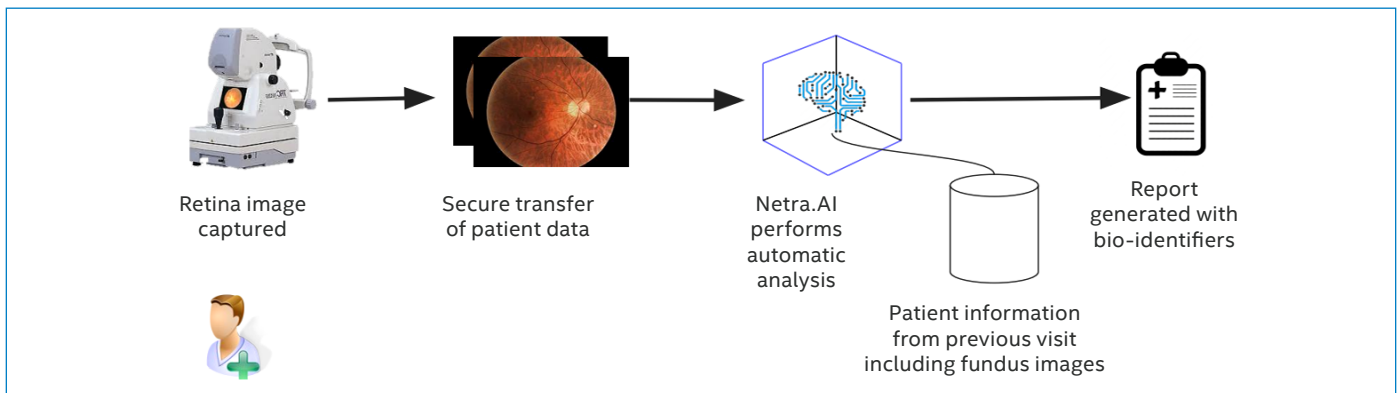 Retina image
captured
Secure transfer
of patient data
Netra.AI
performs
automatic
analysis
Patient information
from previous visit
including fundus images
Report
generated with
bio-identifiers